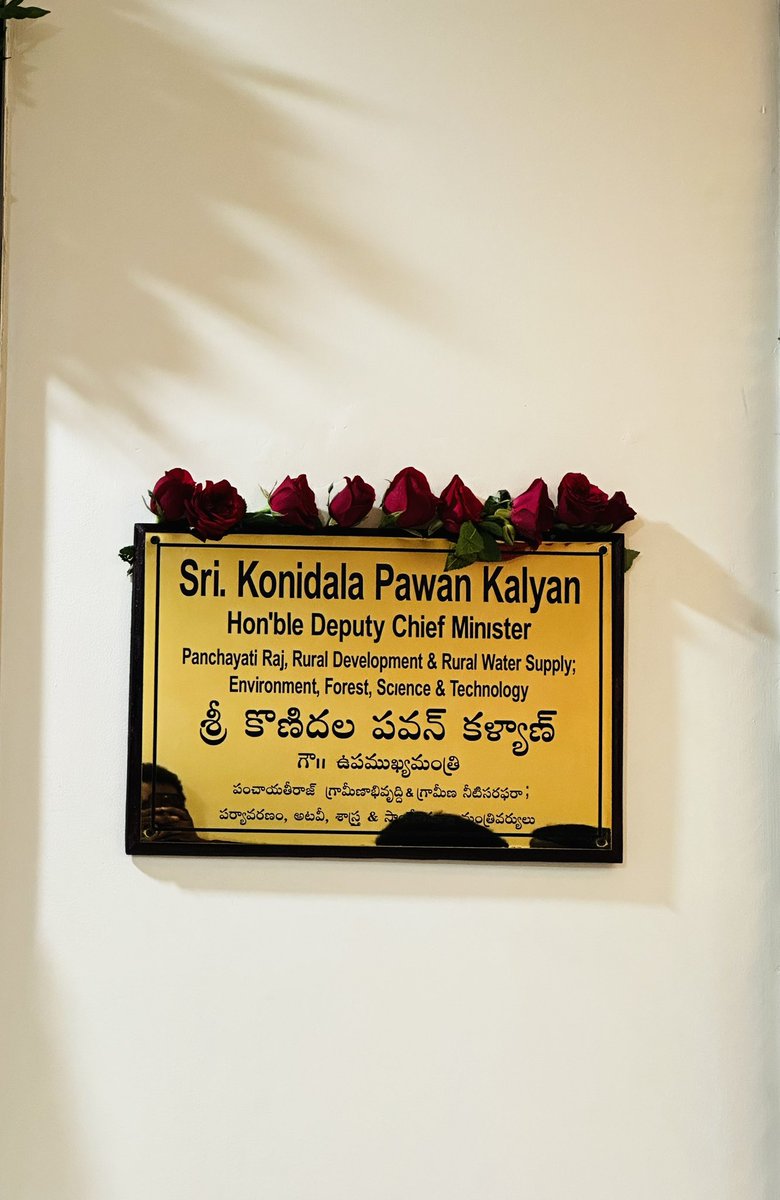 Sri. Konidala Pawan Kalyan
Hon'ble Deputy Chief Minister
Panchayati Raj, Rural Development & Rural Water Supply;
Environment, Forest, Science & Technology
శ్రీ కొణిదల పవన్ కళ్యాణ్
గౌ॥ ఉపముఖ్యమంత్రి
పంచాయతీరాజ్ గ్రామీణాభివృద్ది & గ్రామీణ నీటిసరఫరా;
పర్యావరణం, అటవీ, శాస్త్ర &